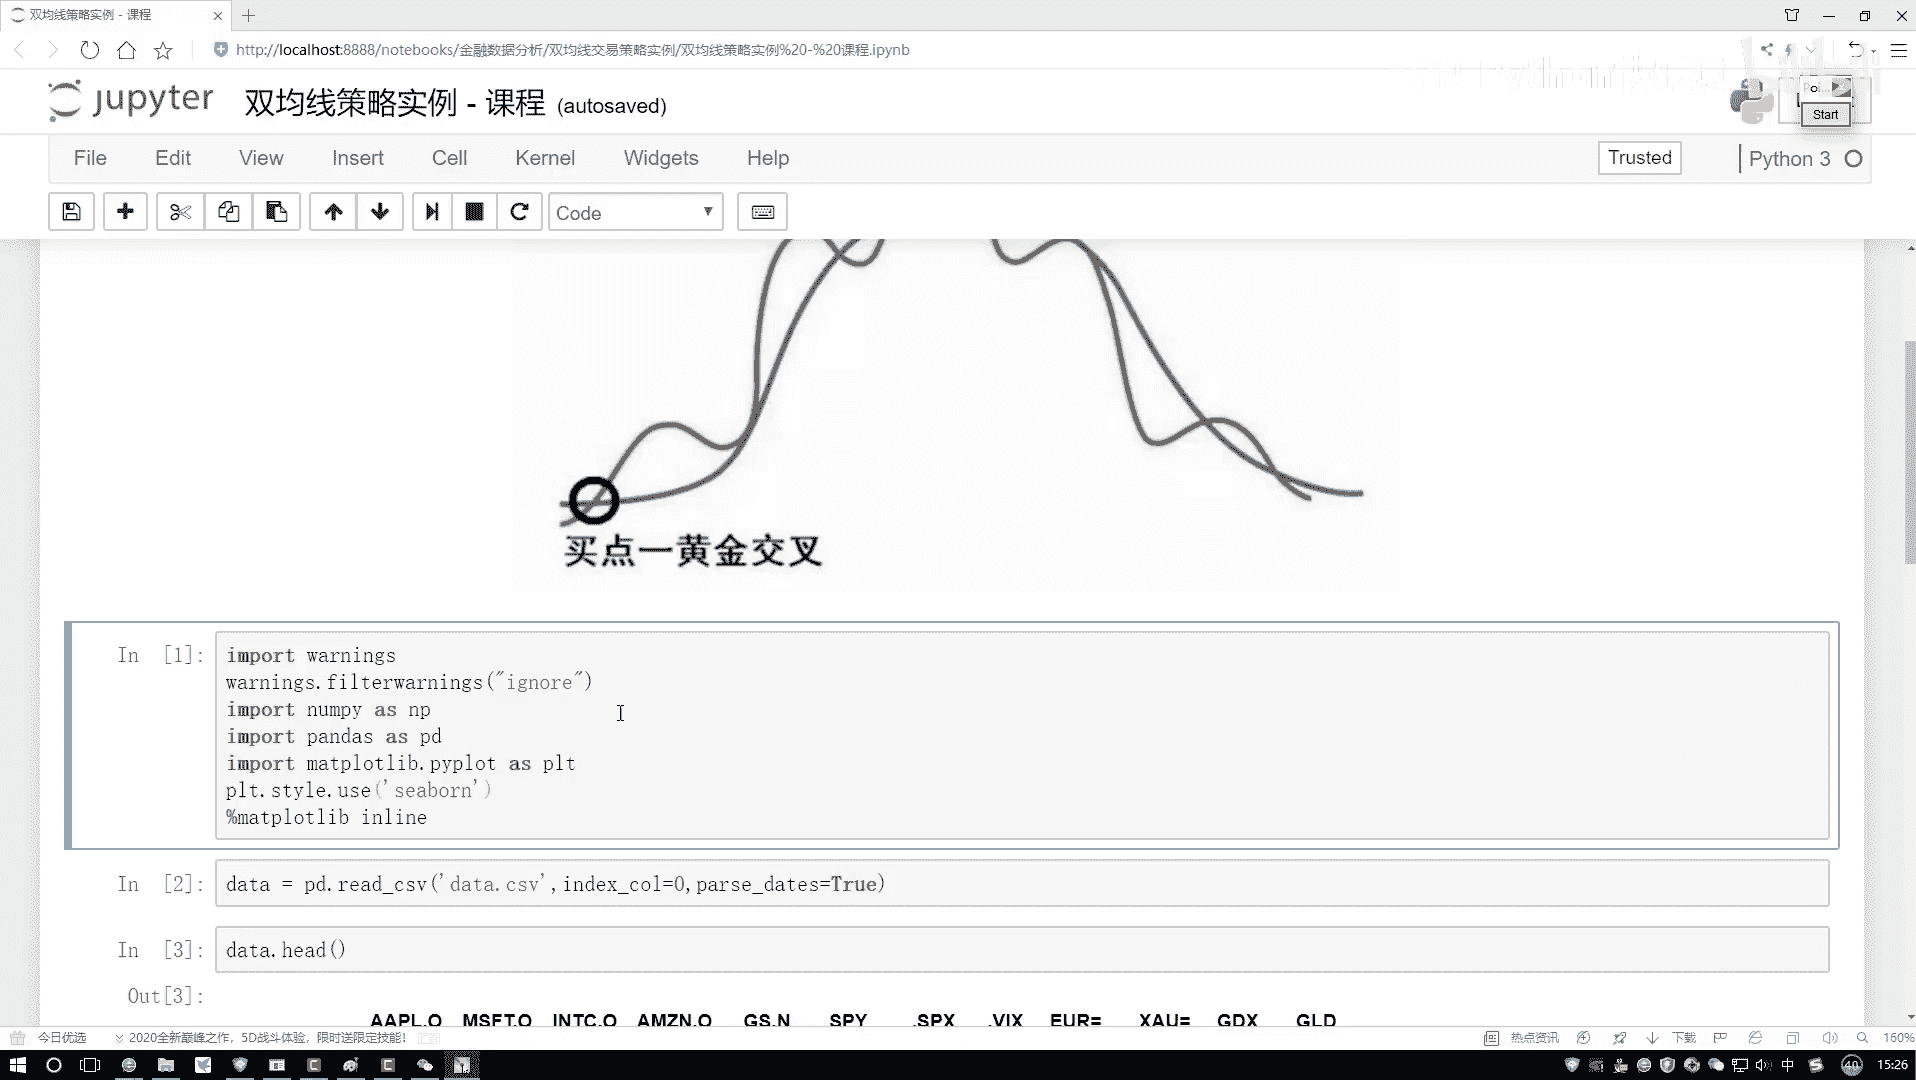 双均线策略实例 - 课程
http://localhost:8888/notebooks/金融数据分析/双均线交易策略实例/双均线策略实例%20-%20课程.ipynb
jupyter 双均线策略实例 - 课程 (autosaved)
Start
File Edit View Insert Cell Kernel Widgets Help Trusted Python 3
Code
买点一黄金交叉
In [1]: import warnings
warnings.filterwarnings("ignore")
import numpy as np
import pandas as pd
import matplotlib.pyplot as plt
plt.style.use('seaborn')
%matplotlib inline
In [2]: data = pd.read_csv('data.csv',index_col=0,parse_dates=True)
In [3]: data.head()
Out[3]:
AAPL.O MSFT.O INTC.O AMZN.O GS.N SPY .SPX .VIX EUR= XAU= GDX GLD
今日优选 2020全新巅峰之作，5D战斗体验，限时送限定技能! 热点资讯 下载 160%
中 40 15:26